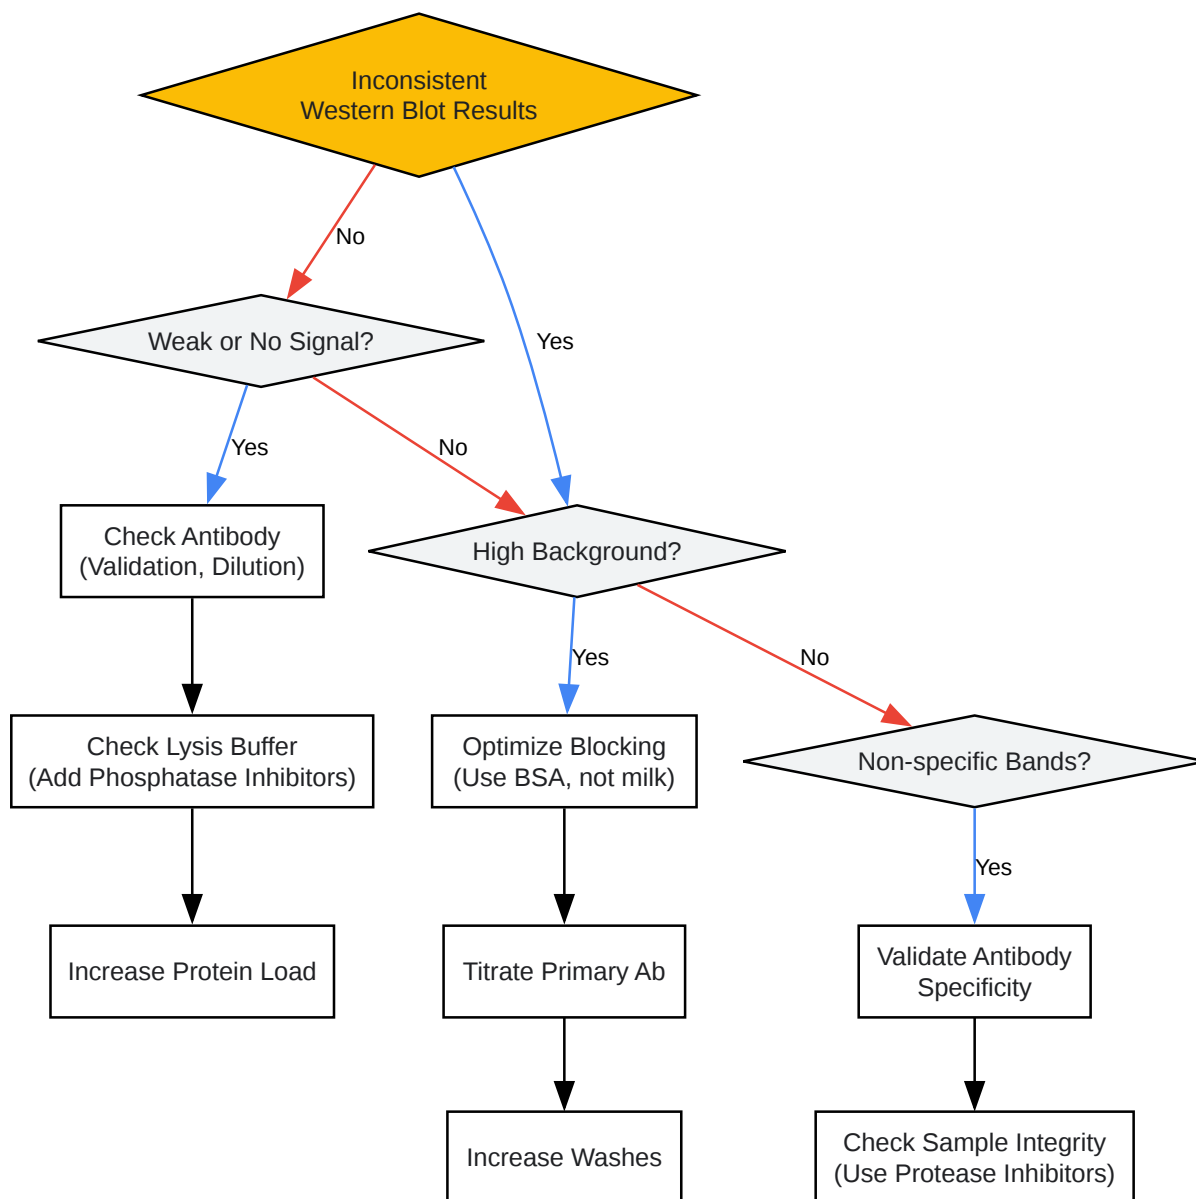 Inconsistent
Western Blot Results
No
Yes
Weak or No Signal?
Yes
No
Check Antibody
(Validation, Dilution)
High Background?
Yes
No
Check Lysis Buffer
(Add Phosphatase Inhibitors)
Optimize Blocking
(Use BSA, not milk)
Non-specific Bands?
Yes
Increase Protein Load
Titrate Primary Ab
Validate Antibody
Specificity
Increase Washes
Check Sample Integrity
(Use Protease Inhibitors)